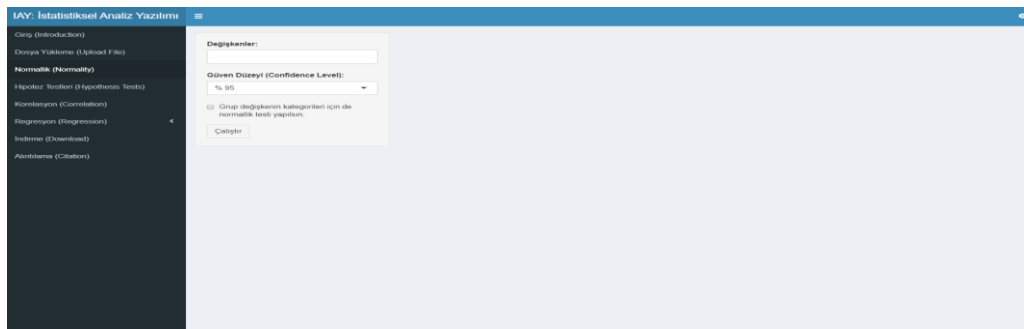 IAY: İstatistiksel Analiz Yazılımı
Giriş (Introduction)
Dosya Yükleme (Upload File)
Normallik (Normality)
Hipotez Testleri (Hypothesis Tests)
Korelasyon (Correlation)
Regresyon (Regression)
İndirme (Download)
Alıntılama (Citation)
Değişkenler:
Güven Düzeyi (Confidence Level):
% 95
Grup değişkenin kategorileri için de
normallik testi yapılsın.
Çalıştır